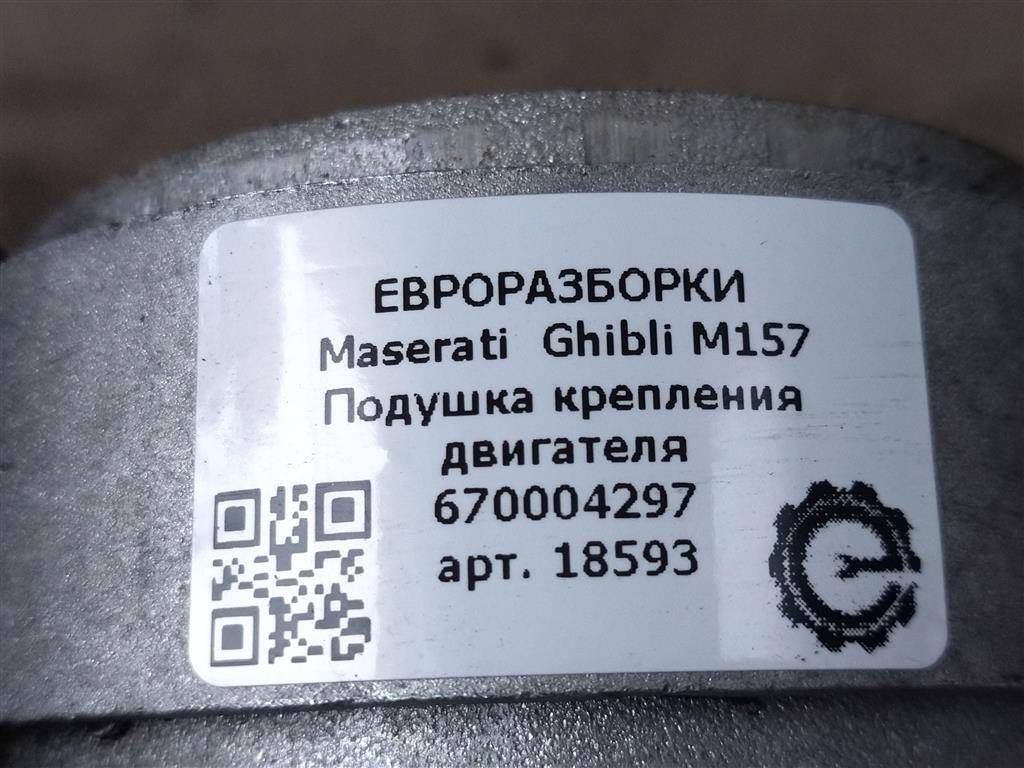 ЕВРОРАЗБОРКИ
Maserati Ghibli M157
Подушка крепления
двигателя
670004297
арт. 18593